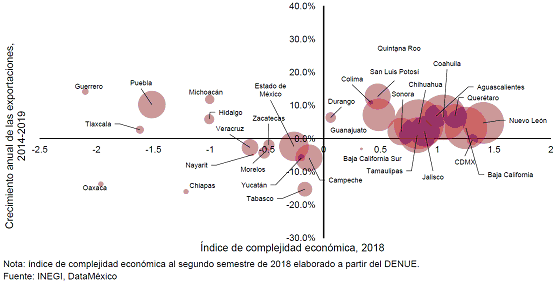 40.0%
30.0%
20.0%
10.0%
0.0%
-10.0%
-20.0%
-30.0%
-2.5
-2
-1.5
-1
-0.5
0
0.5
1
1.5
2
Crecimiento anual de las exportaciones,
2014-2019
Quintana Roo
Coahuila
San Luis Potosí
Colima
Chihuahua
Aguascalientes
Sonora
Querétaro
Guerrero
Puebla
Michoacán
Estado de
México
Durango
Hidalgo
Zacatecas
Nuevo León
Tlaxcala
Veracruz
Guanajuato
Nayarit
Morelos
Baja California Sur
CDMX
Yucatán
Campeche
Tamaulipas
Jalisco
Baja California
Oaxaca
Chiapas
Tabasco
Índice de complejidad económica, 2018
Nota: índice de complejidad económica al segundo semestre de 2018 elaborado a partir del DENUE.
Fuente: INEGI, DataMéxico